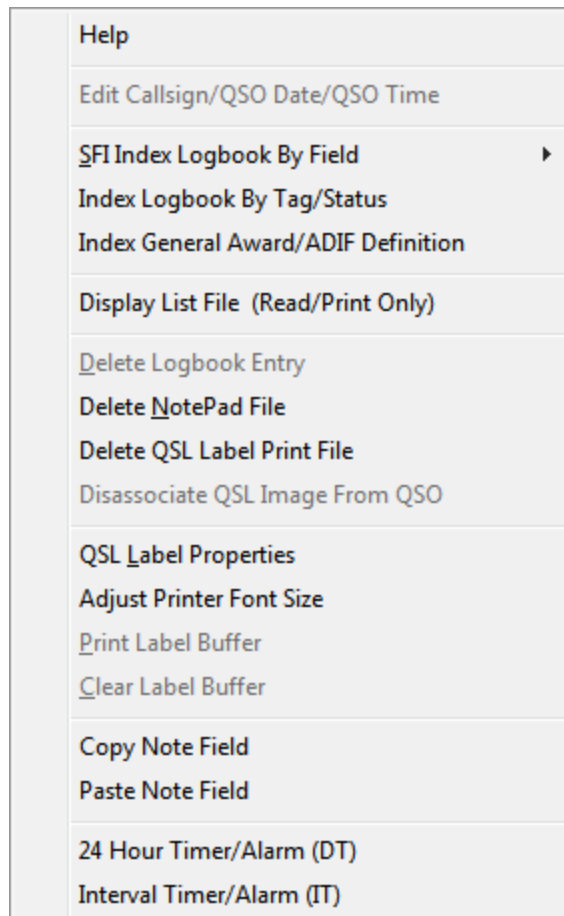 Help
Edit Callsign/QSO Date/QSO Time
SFI Index Logbook By Field
Index Logbook By Tag/Status
Index General Award/ADIF Definition
Display List File  (Read/Print Only)
Delete Logbook Entry
Delete NotePad File
Delete QSL Label Print File
Disassociate QSL Image From QSO
QSL Label Properties
Adjust Printer Font Size
Print Label Buffer
Clear Label Buffer
Copy Note Field
Paste Note Field
24 Hour Timer/Alarm (DT)
Interval Timer/Alarm (IT)